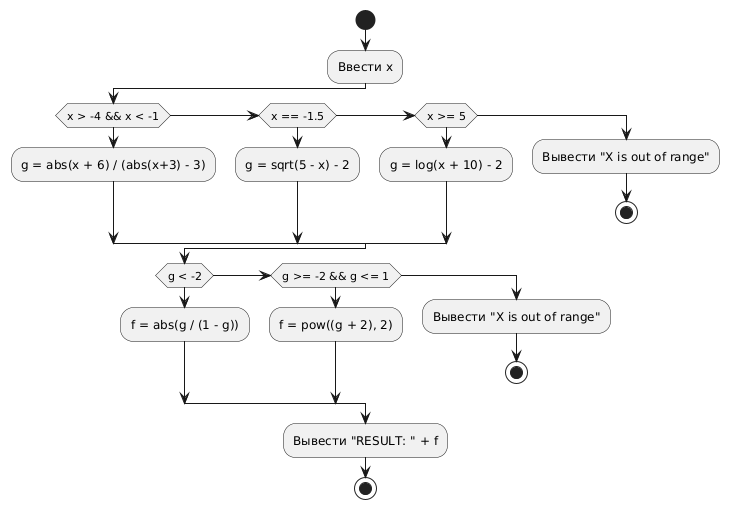 Ввести x
x > -4 && x < -1
x == -1.5
x >= 5
g = abs(x + 6) / (abs(x+3) - 3)
g = sqrt(5 - x) - 2
g = log(x + 10) - 2
Вывести "X is out of range"
g < -2
g >= -2 && g <= 1
f = abs(g / (1 - g))
f = pow((g + 2), 2)
Вывести "X is out of range"
Вывести "RESULT: " + f